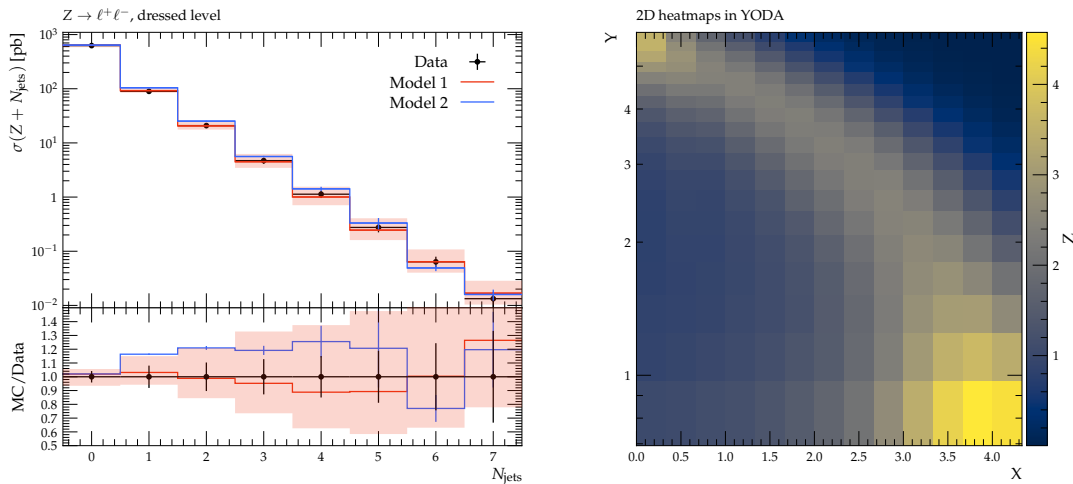 Z → ℓ⁺ℓ⁻, dressed level
σ(Z + N_jets) [pb]
10³
10²
10¹
1
10⁻¹
10⁻²
Data
Model 1
Model 2
MC/Data
1.4
1.3
1.2
1.1
1.0
0.9
0.8
0.7
0.6
0.5
0 1 2 3 4 5 6 7
N_jets
2D heatmaps in YODA
Y
4
3
2
1
0.0 0.5 1.0 1.5 2.0 2.5 3.0 3.5 4.0
X
Z
4
3
2
1